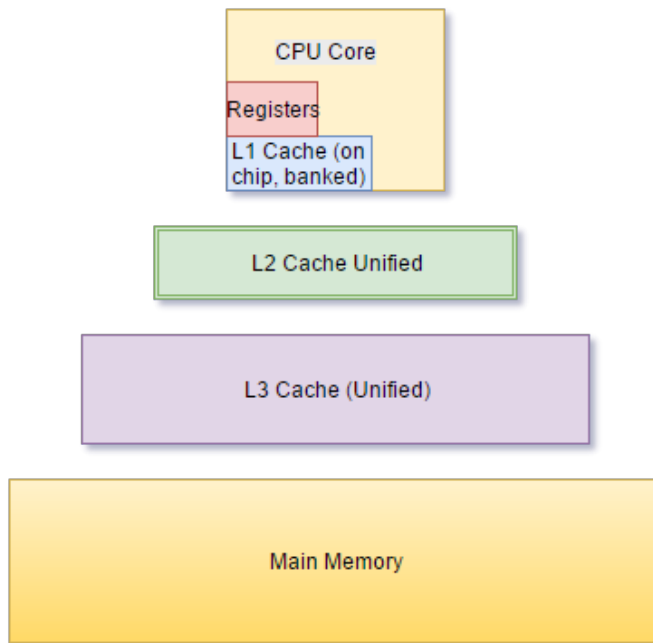 CPU Core
Registers
L1 Cache (on
chip, banked)
L2 Cache Unified
L3 Cache (Unified)
Main Memory